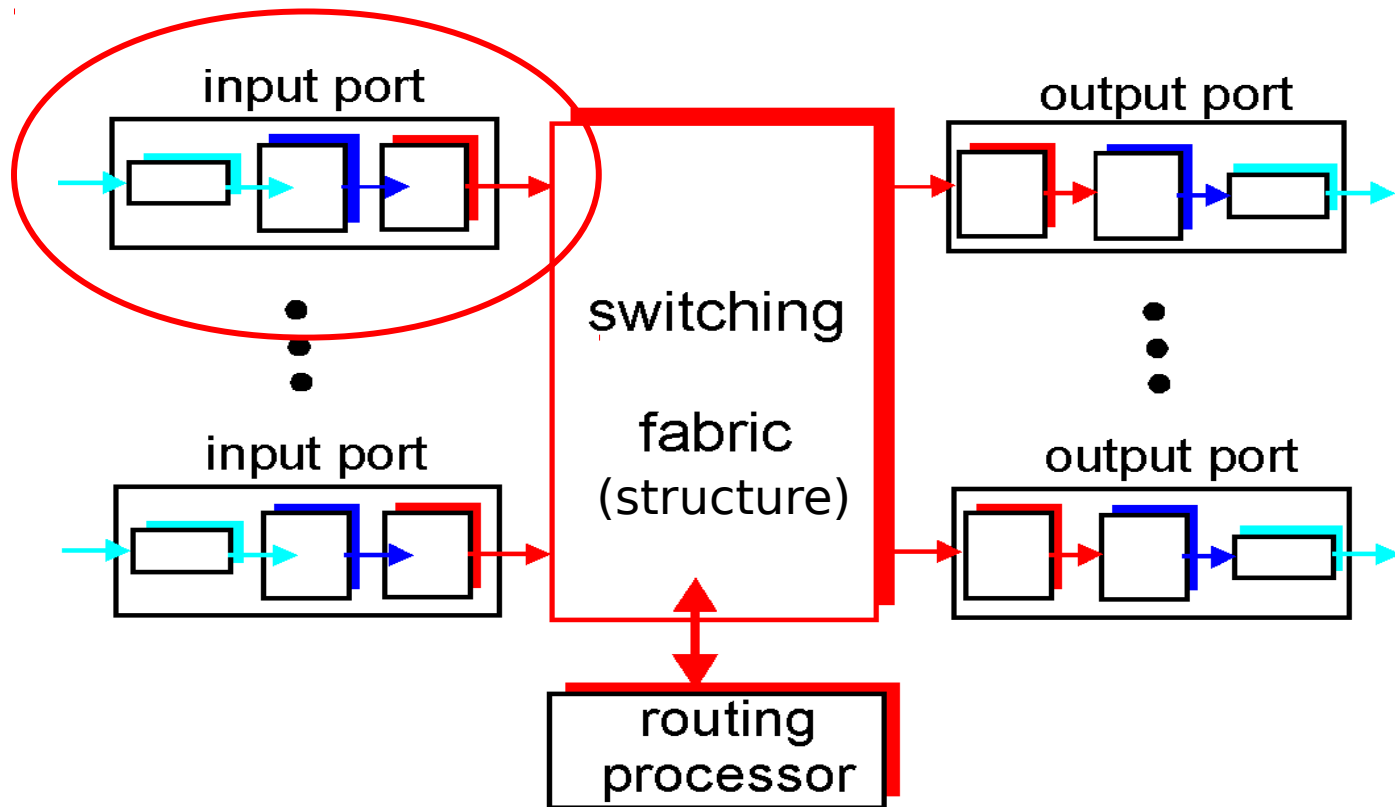 input port
output port
switching
fabric
(structure)
input port
output port
routing
processor